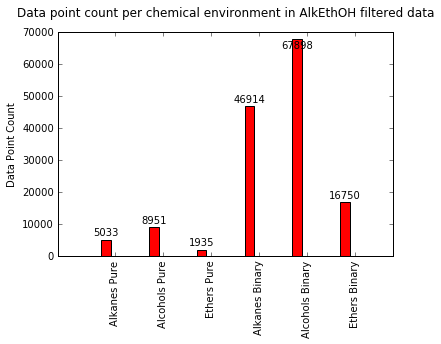 Data point count per chemical environment in AlkEthOH filtered data
Data Point Count
70000
60000
50000
40000
30000
20000
10000
0
5033
8951
1935
46914
67898
16750
Alkanes Pure
Alcohols Pure
Ethers Pure
Alkanes Binary
Alcohols Binary
Ethers Binary